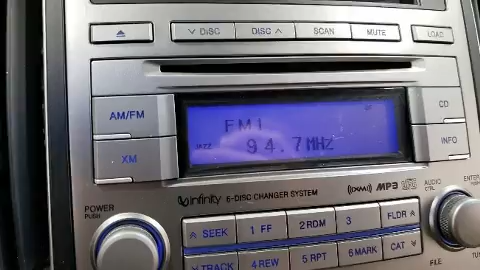 DISC DISC SCAN MUTE LOAD
AM/FM CD
FM1
JAZZ 94.7MHZ
XM INFO
infinity 6-DISC CHANGER SYSTEM XM MP3
POWER AUDIO ENTER
PUSH CTRL PUSH
SEEK 1 FF 2 RDM 3 FLDR
TRACK 4 REW 5 RPT 6 MARK CAT FILE